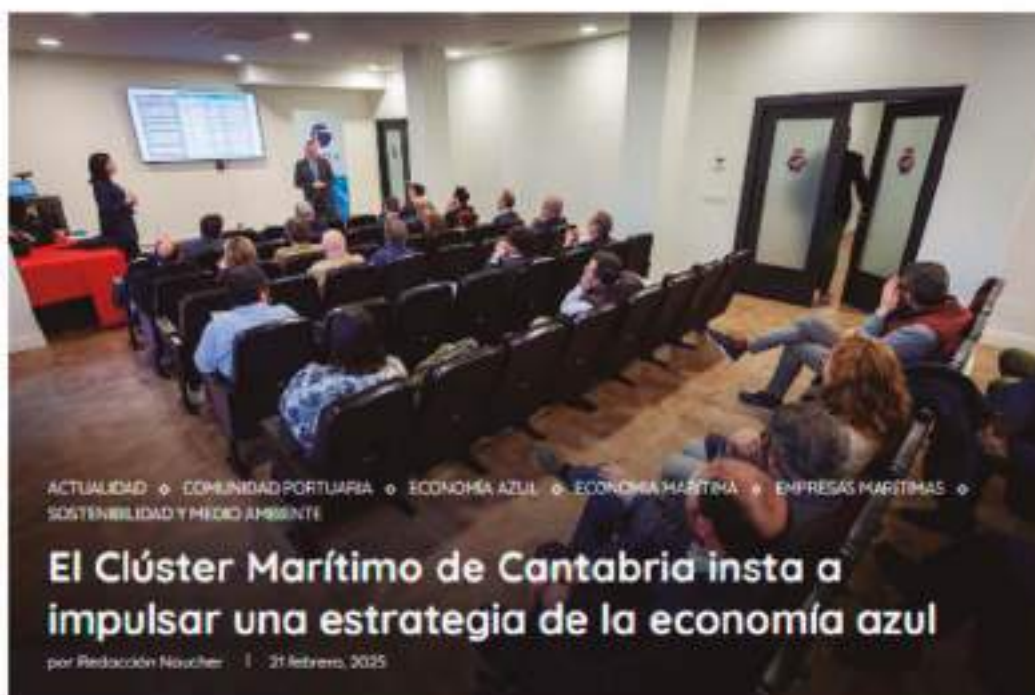 ACTUALIDAD ◇ COMUNIDAD PORTUARIA ◇ ECONOMÍA AZUL ◇ ECONOMÍA MARÍTIMA ◇ EMPRESAS MARÍTIMAS ◇
SOSTENIBILIDAD Y MEDIO AMBIENTE
El Clúster Marítimo de Cantabria insta a
impulsar una estrategia de la economía azul
por Redacción Naucher | 21 febrero, 2025